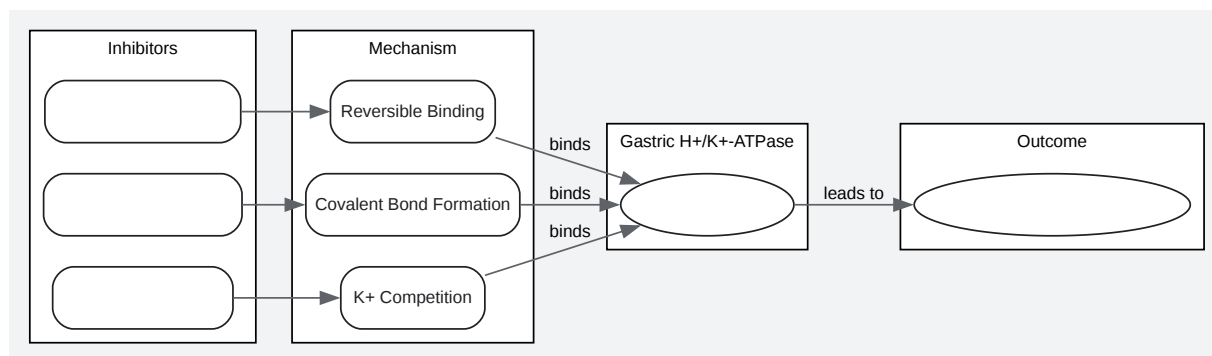 Inhibitors
Mechanism
Reversible Binding
Covalent Bond Formation
K+ Competition
binds
binds
binds
Gastric H+/K+-ATPase
leads to
Outcome